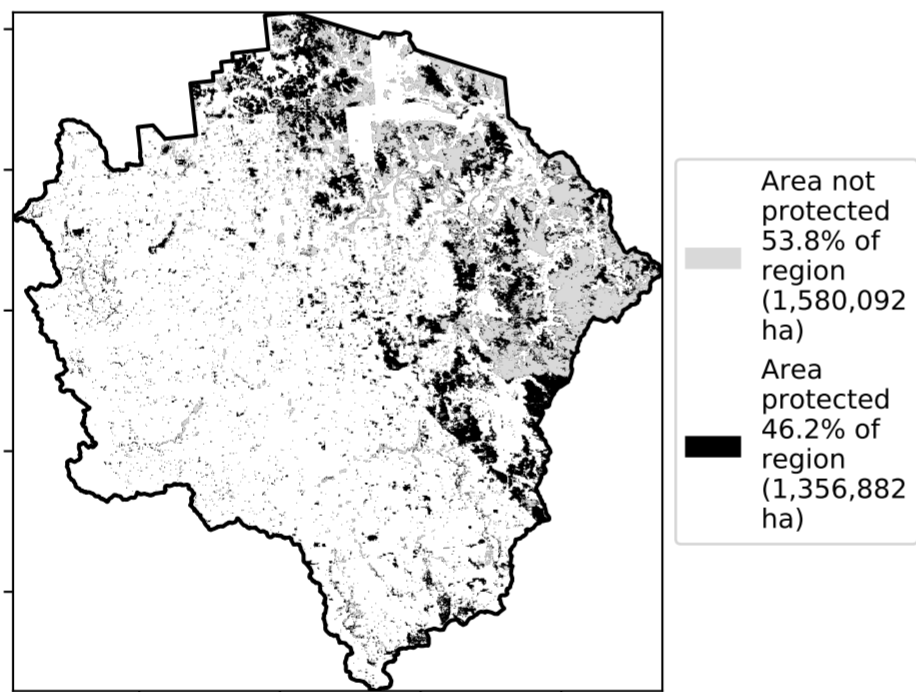 Area not
protected
53.8% of
region
(1,580,092
ha)
Area
protected
46.2% of
region
(1,356,882
ha)